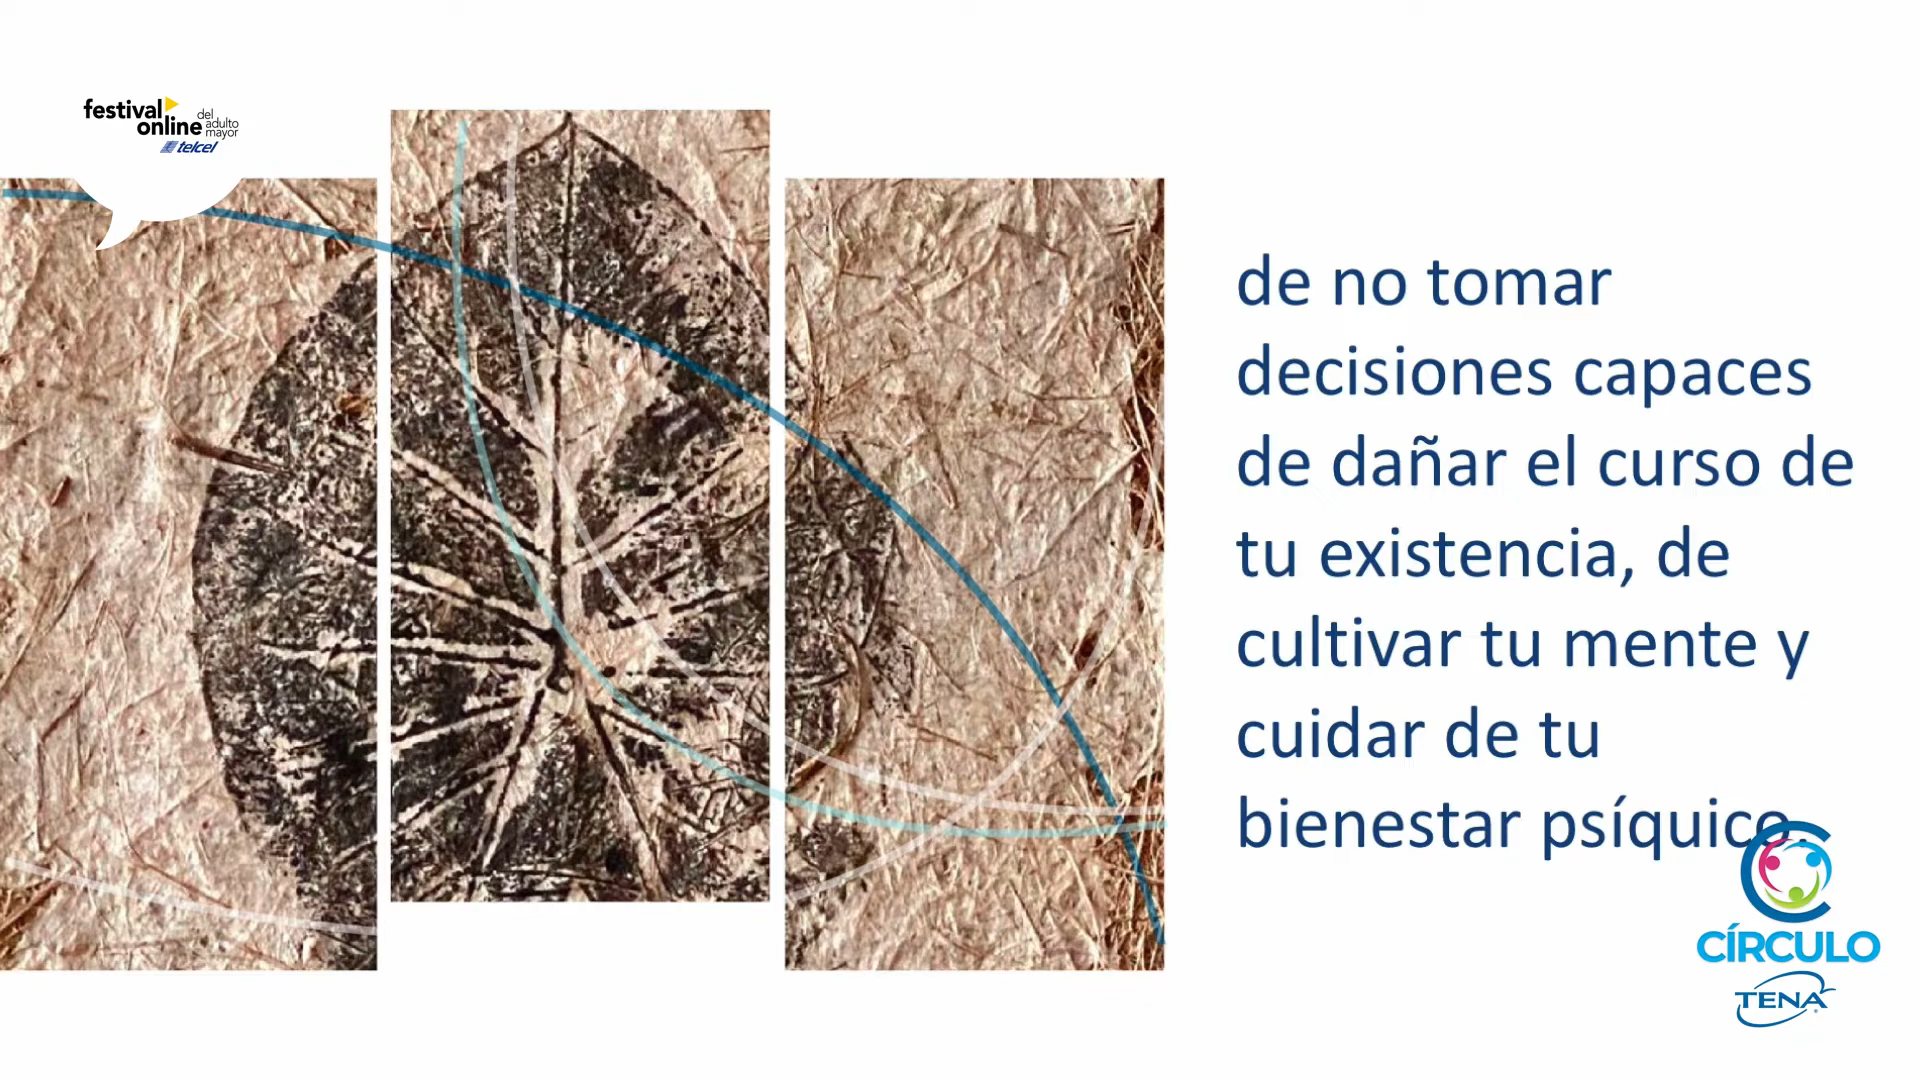 festival
online
del
adulto
mayor
telcel
de no tomar
decisiones capaces
de dañar el curso de
tu existencia, de
cultivar tu mente y
cuidar de tu
bienestar psíquico.
CÍRCULO
TENA